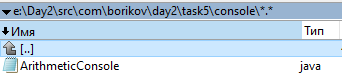 e:\Day2\src\com\borikov\day2\task5\console\*.*
Имя Тип
[..]
ArithmeticConsole java